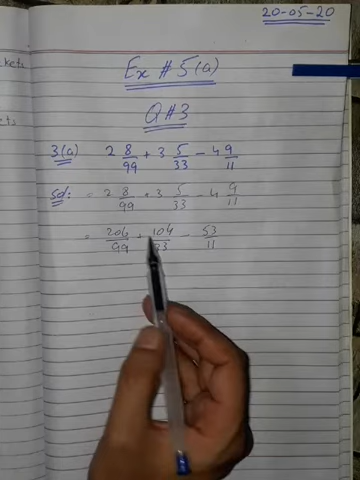 20-05-20
Ex # 5(a)
Q#3
3(a) 2 8/99 + 3 5/33 - 4 9/11
Sol: = 2 8/99 + 3 5/33 - 4 9/11
= 206/99 + 104/33 - 53/11